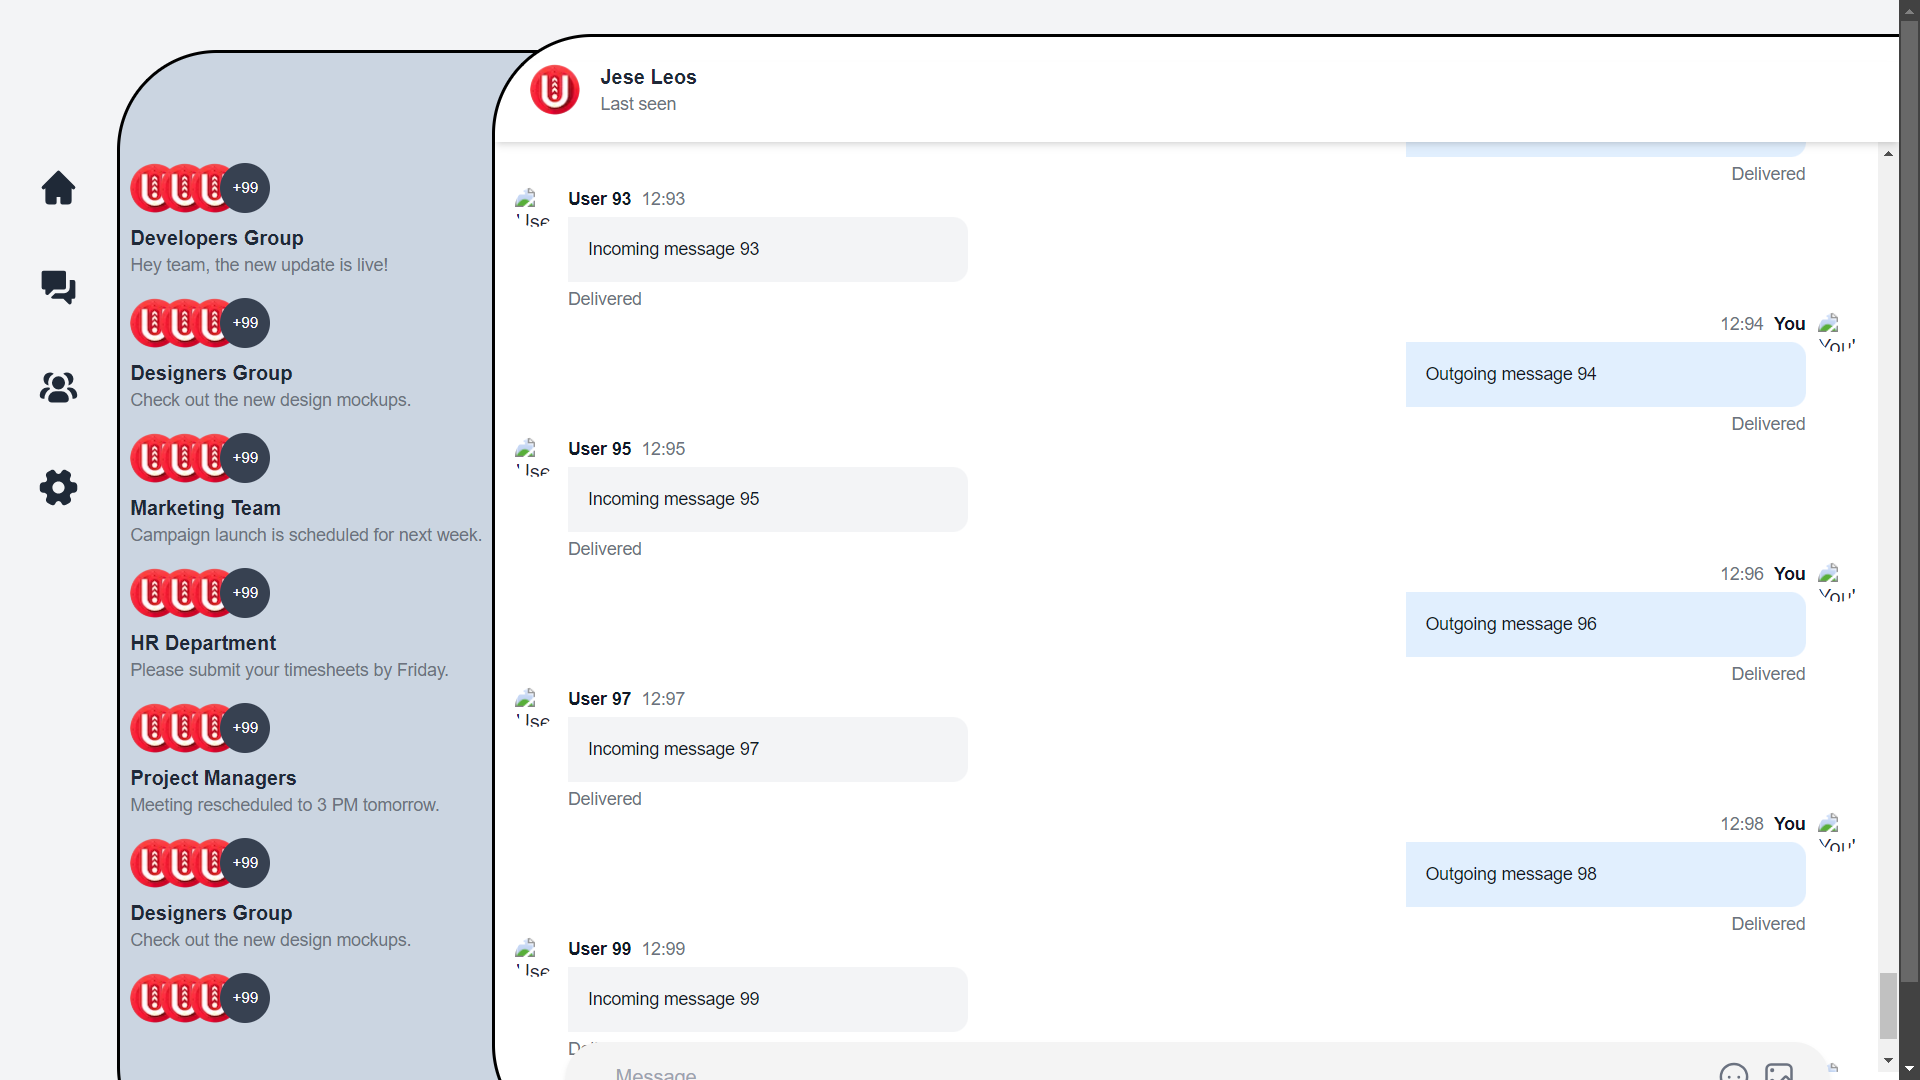 Jese Leos
Last seen
+99
Developers Group
Hey team, the new update is live!
+99
Designers Group
Check out the new design mockups.
+99
Marketing Team
Campaign launch is scheduled for next week.
+99
HR Department
Please submit your timesheets by Friday.
+99
Project Managers
Meeting rescheduled to 3 PM tomorrow.
+99
Designers Group
Check out the new design mockups.
+99
Delivered
User 93 12:93
Incoming message 93
Delivered
12:94 You
Outgoing message 94
Delivered
User 95 12:95
Incoming message 95
Delivered
12:96 You
Outgoing message 96
Delivered
User 97 12:97
Incoming message 97
Delivered
12:98 You
Outgoing message 98
Delivered
User 99 12:99
Incoming message 99
Message